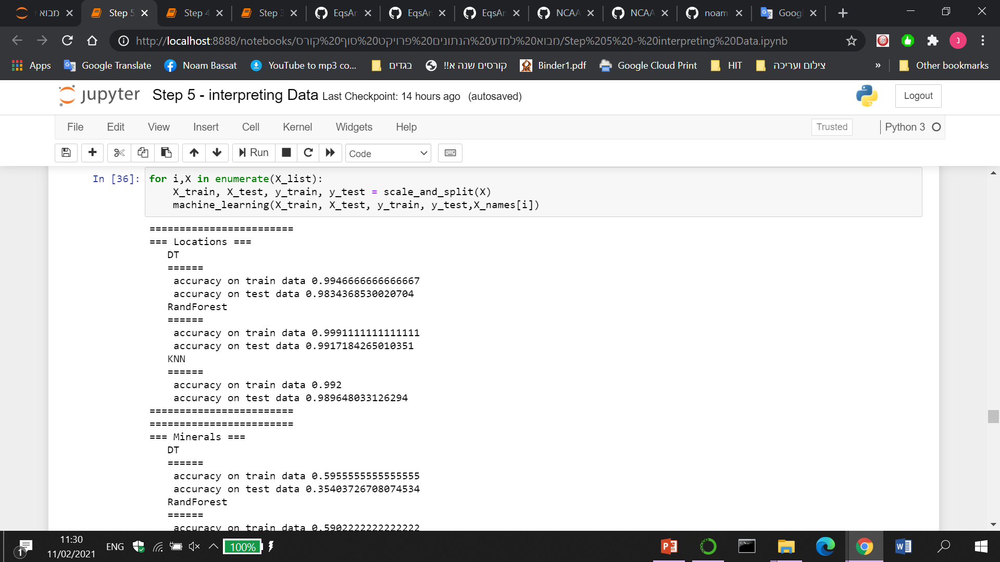 מבוא
Step 5
Step 4
Step 3
EqsAn
EqsAn
EqsAn
NCAA
NCAA
noam
Googl
http://localhost:8888/notebooks/מבוא%20למדע%20הנתונים%20פרויקט%20סוף%20קורס/Step%205%20-%20interpreting%20Data.ipynb
נ
Apps
Google Translate
Noam Bassat
YouTube to mp3 co...
בגדים
קורסים שנה א!!
Binder1.pdf
Google Cloud Print
HIT
צילום ועריכה
»
Other bookmarks
jupyter
Step 5 - interpreting Data Last Checkpoint: 14 hours ago (autosaved)
Logout
File Edit View Insert Cell Kernel Widgets Help
Trusted
Python 3
Run
Code
In [36]:
for i,X in enumerate(X_list):
    X_train, X_test, y_train, y_test = scale_and_split(X)
    machine_learning(X_train, X_test, y_train, y_test,X_names[i])
========================
=== Locations ===
   DT
   ======
    accuracy on train data 0.9946666666666667
    accuracy on test data 0.9834368530020704
   RandForest
   ======
    accuracy on train data 0.9991111111111111
    accuracy on test data 0.9917184265010351
   KNN
   ======
    accuracy on train data 0.992
    accuracy on test data 0.989648033126294
========================
========================
=== Minerals ===
   DT
   ======
    accuracy on train data 0.5955555555555555
    accuracy on test data 0.35403726708074534
   RandForest
   ======
    accuracy on train data 0.5902222222222222
1
11:30
11/02/2021
ENG
100%